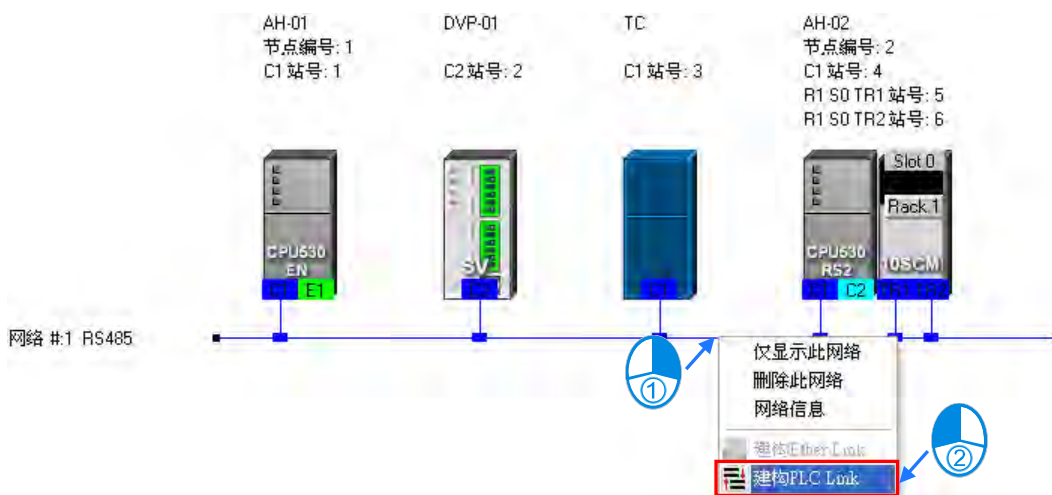 AH-01
节点编号: 1
C1 站号: 1
DVP-01
C2 站号: 2
TC
C1 站号: 3
AH-02
节点编号: 2
C1 站号: 4
R1 S0 TR1 站号: 5
R1 S0 TR2 站号: 6
CPU530
EN
C1 E1
SV
C2
C1
CPU530
RS2
C1 C2
Slot 0
Rack 1
10SCM
TR1 TR2
网络 #:1 RS485
仅显示此网络
删除此网络
网络信息
建构Ether Link
建构PLC Link
①
②